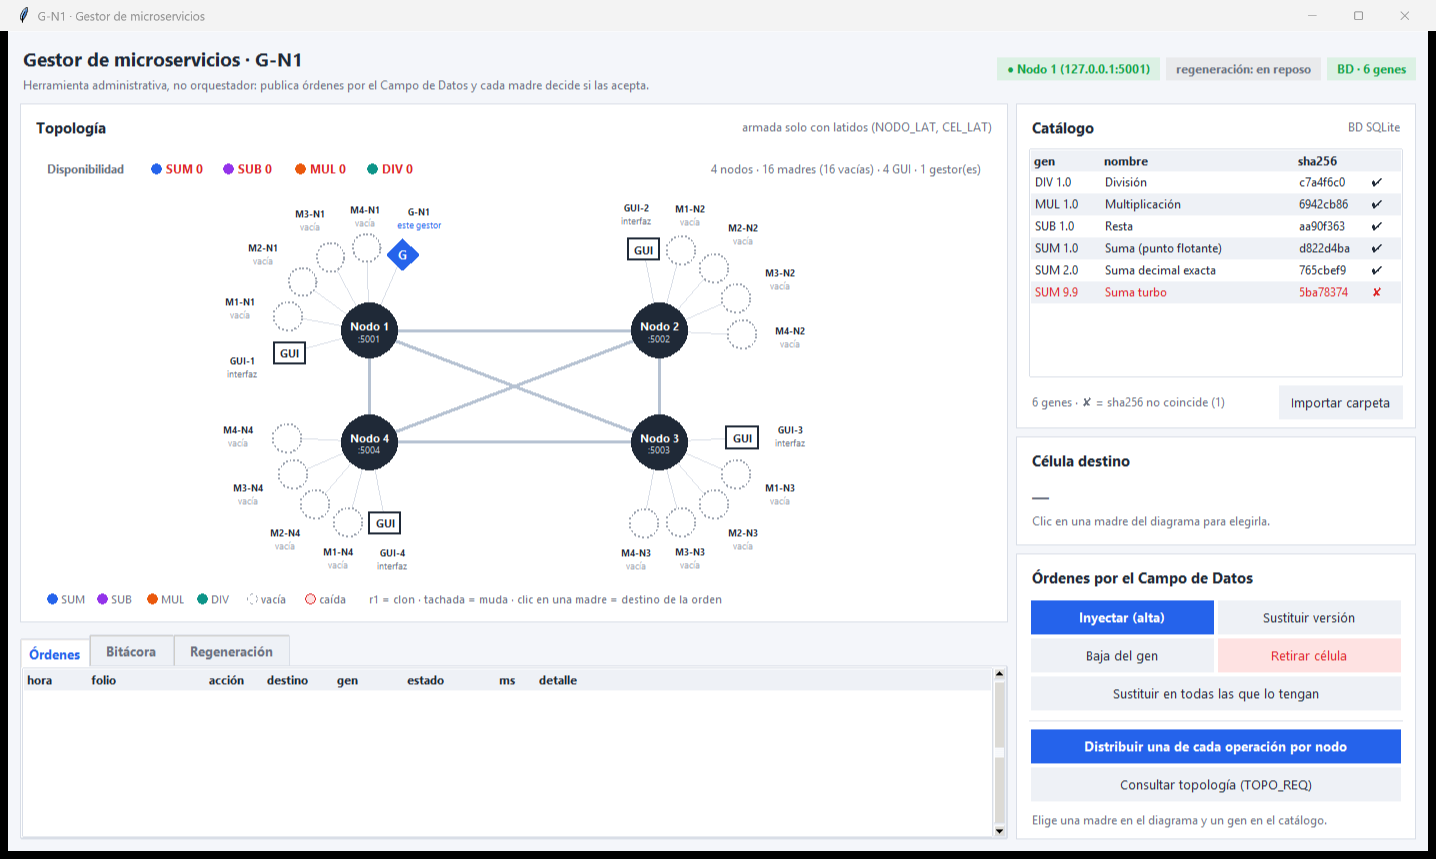 G-N1 · Gestor de microservicios
Gestor de microservicios · G-N1
Herramienta administrativa, no orquestador: publica órdenes por el Campo de Datos y cada madre decide si las acepta.
● Nodo 1 (127.0.0.1:5001)
regeneración: en reposo
BD · 6 genes
Topología
armada solo con latidos (NODO_LAT, CEL_LAT)
Disponibilidad
SUM 0
SUB 0
MUL 0
DIV 0
4 nodos · 16 madres (16 vacías) · 4 GUI · 1 gestor(es)
M3-N1
vacía
M4-N1
vacía
G-N1
este gestor
G
M2-N1
vacía
M1-N1
vacía
GUI
GUI-1
interfaz
Nodo 1
:5001
GUI-2
interfaz
GUI
M1-N2
vacía
M2-N2
vacía
M3-N2
vacía
M4-N2
vacía
Nodo 2
:5002
M4-N4
vacía
M3-N4
vacía
M2-N4
vacía
M1-N4
vacía
GUI
GUI-4
interfaz
Nodo 4
:5004
Nodo 3
:5003
GUI
GUI-3
interfaz
M1-N3
vacía
M2-N3
vacía
M3-N3
vacía
M4-N3
vacía
SUM
SUB
MUL
DIV
vacía
caída
r1 = clon · tachada = muda · clic en una madre = destino de la orden
Órdenes
Bitácora
Regeneración
hora folio acción destino gen estado ms detalle
Catálogo
BD SQLite
gen nombre sha256
DIV 1.0 División c7a4f6c0 ✔
MUL 1.0 Multiplicación 6942cb86 ✔
SUB 1.0 Resta aa90f363 ✔
SUM 1.0 Suma (punto flotante) d822d4ba ✔
SUM 2.0 Suma decimal exacta 765cbef9 ✔
SUM 9.9 Suma turbo 5ba78374 ✘
6 genes · ✘ = sha256 no coincide (1)
Importar carpeta
Célula destino
—
Clic en una madre del diagrama para elegirla.
Órdenes por el Campo de Datos
Inyectar (alta)
Sustituir versión
Baja del gen
Retirar célula
Sustituir en todas las que lo tengan
Distribuir una de cada operación por nodo
Consultar topología (TOPO_REQ)
Elige una madre en el diagrama y un gen en el catálogo.